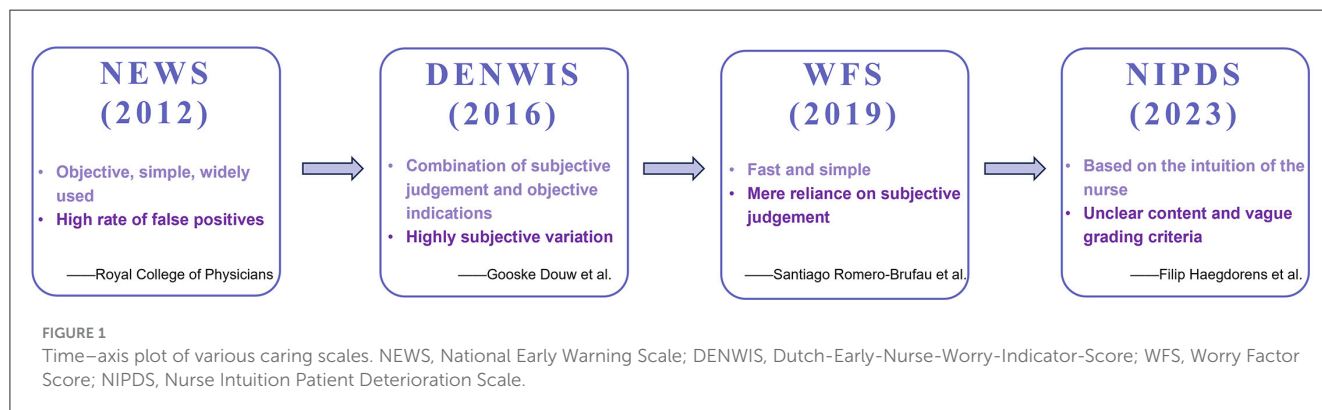 NEWS
(2012)
• Objective, simple, widely
used
• High rate of false positives
——Royal College of Physicians
DENWIS
(2016)
• Combination of subjective
judgement and objective
indications
• Highly subjective variation
——Gooske Douw et al.
WFS
(2019)
• Fast and simple
• Mere reliance on subjective
judgement
——Santiago Romero-Brufau et al.
NIPDS
(2023)
• Based on the intuition of the
nurse
• Unclear content and vague
grading criteria
——Filip Haegdorens et al.
FIGURE 1
Time–axis plot of various caring scales. NEWS, National Early Warning Scale; DENWIS, Dutch-Early-Nurse-Worry-Indicator-Score; WFS, Worry Factor
Score; NIPDS, Nurse Intuition Patient Deterioration Scale.